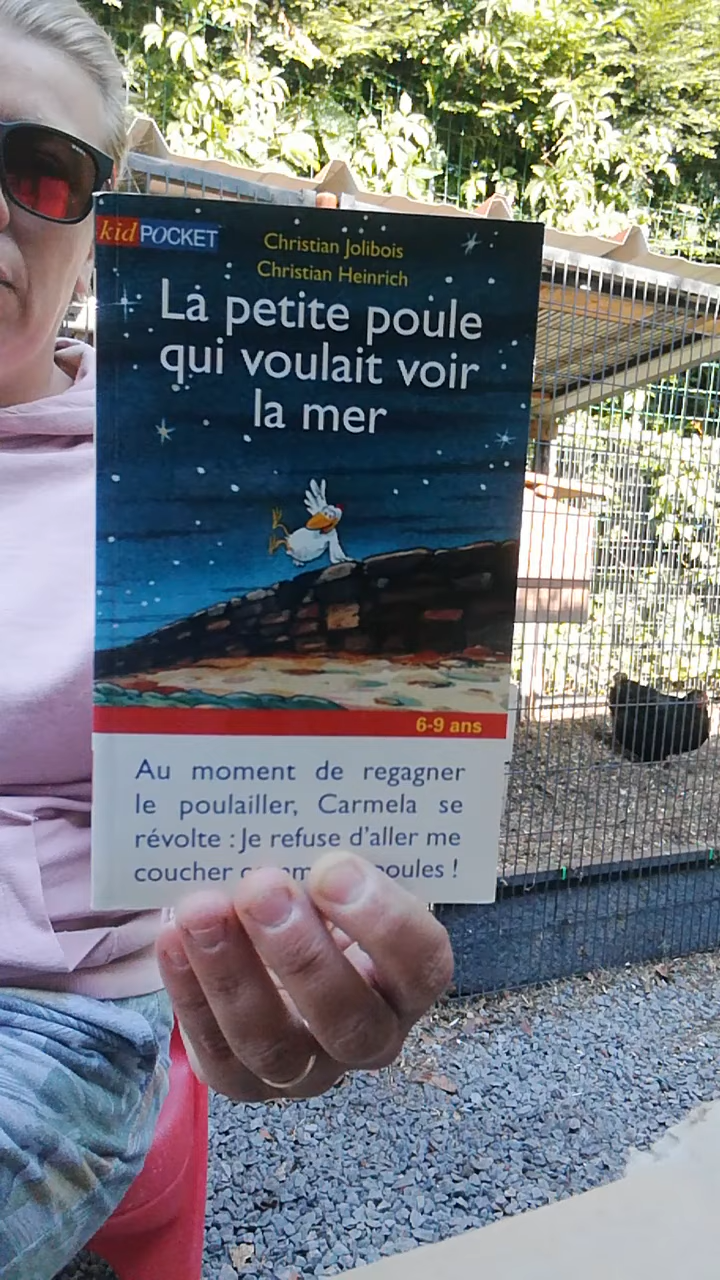 kid POCKET
Christian Jolibois
Christian Heinrich
La petite poule
qui voulait voir
la mer
6-9 ans
Au moment de regagner
le poulailler, Carmela se
révolte : Je refuse d'aller me
coucher poules !